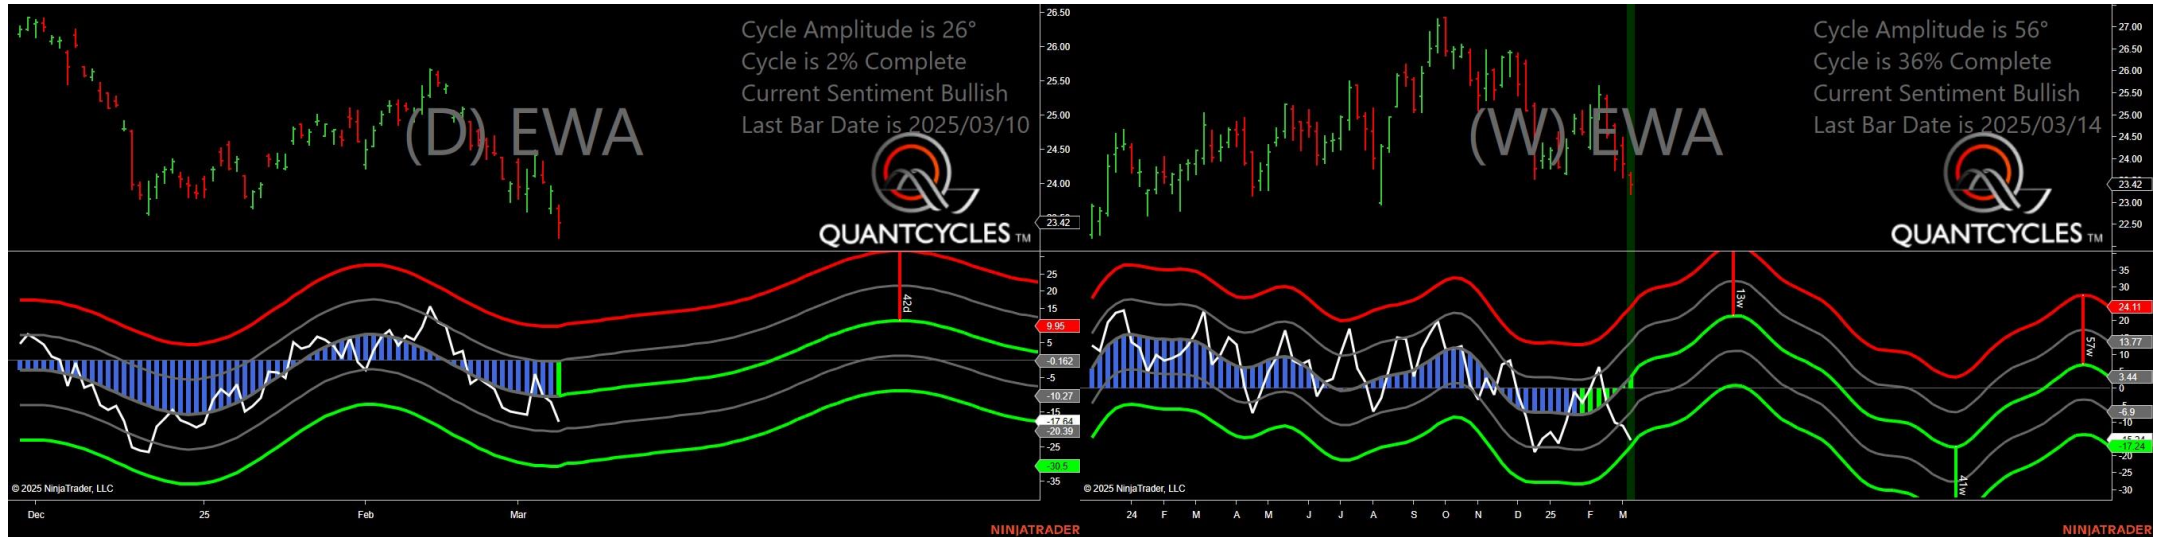 Cycle Amplitude is 26°
Cycle is 2% Complete
Current Sentiment Bullish
Last Bar Date is 2025/03/10
(D) EWA
QUANTCYCLES TM
26.50
26.00
25.50
25.00
24.50
24.00
23.42
25
20
15
9.95
5
-0.162
-5
-10.27
-15
-17.64
-20.39
-25
-30.5
-35
42d
© 2025 NinjaTrader, LLC
Dec 25 Feb Mar
NINJATRADER
Cycle Amplitude is 56°
Cycle is 36% Complete
Current Sentiment Bullish
Last Bar Date is 2025/03/14
(W) EWA
QUANTCYCLES TM
27.00
26.50
26.00
25.50
25.00
24.50
24.00
23.42
23.00
22.50
35
30
24.11
20
13.77
10
3.44
0
-6.9
-17.24
-20
-25
-30
13w
41w
57w
© 2025 NinjaTrader, LLC
24 F M A M J J A S O N D 25 F M
NINJATRADER